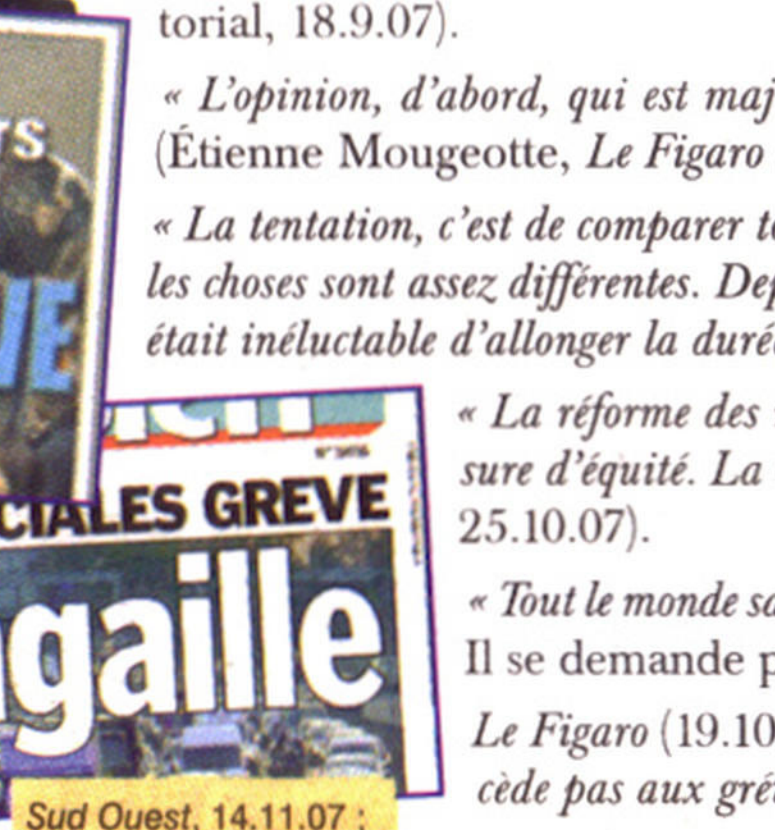 torial, 18.9.07).
« L'opinion, d'abord, qui est maj
(Étienne Mougeotte, Le Figaro
« La tentation, c'est de comparer
les choses sont assez différentes. Dep
était inéluctable d'allonger la durée
« La réforme des
sure d'équité. La
25.10.07).
« Tout le monde sa
Il se demande p
Le Figaro (19.10
cède pas aux grév
CIALES GREVE
gaille
Sud Ouest, 14.11.07 :